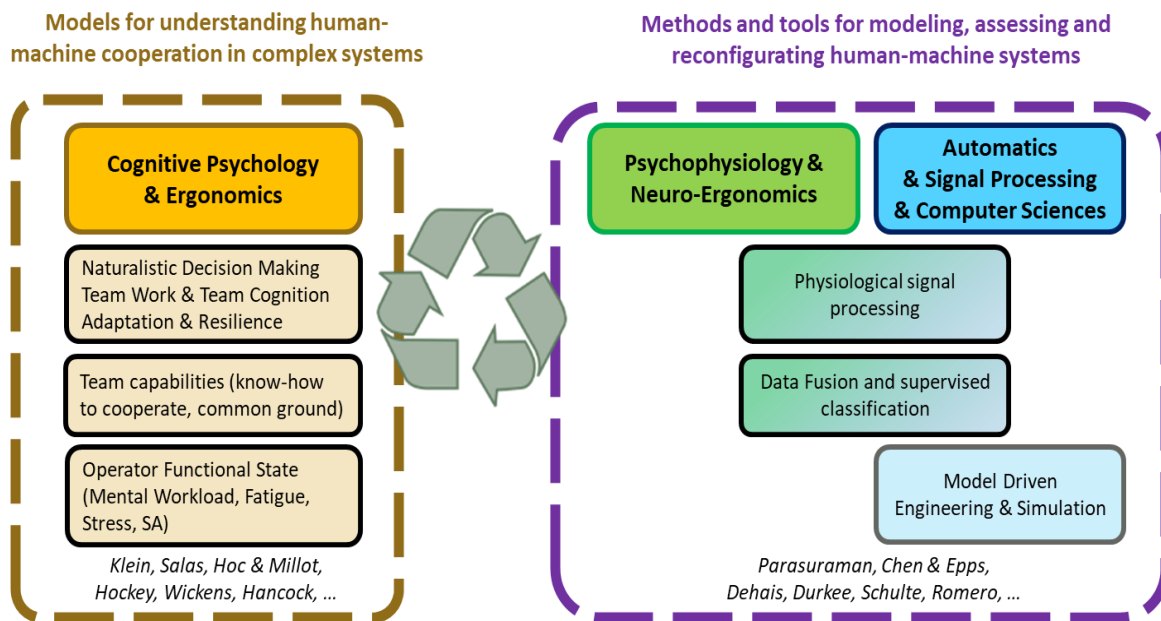 Models for understanding human-
machine cooperation in complex systems
Cognitive Psychology
& Ergonomics
Naturalistic Decision Making
Team Work & Team Cognition
Adaptation & Resilience
Team capabilities (know-how
to cooperate, common ground)
Operator Functional State
(Mental Workload, Fatigue,
Stress, SA)
Klein, Salas, Hoc & Millot,
Hockey, Wickens, Hancock, ...
Methods and tools for modeling, assessing and
reconfigurating human-machine systems
Psychophysiology &
Neuro-Ergonomics
Automatics
& Signal Processing
& Computer Sciences
Physiological signal
processing
Data Fusion and supervised
classification
Model Driven
Engineering & Simulation
Parasuraman, Chen & Epps,
Dehais, Durkee, Schulte, Romero, ...